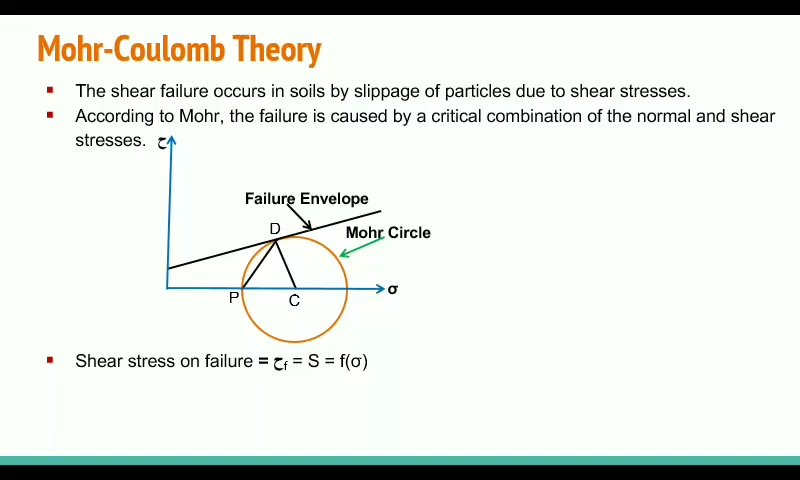 Mohr-Coulomb Theory
▪ The shear failure occurs in soils by slippage of particles due to shear stresses.
▪ According to Mohr, the failure is caused by a critical combination of the normal and shear
stresses.
ح
Failure Envelope
D
Mohr Circle
σ
P
C
▪ Shear stress on failure = حf = S = f(σ)